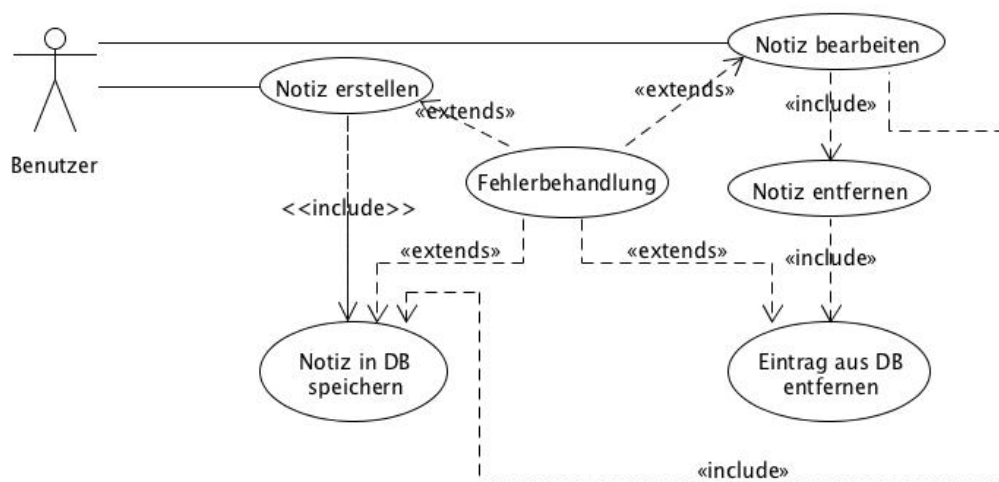 Notiz bearbeiten
Notiz erstellen
«extends»
«extends»
«include»
Benutzer
Fehlerbehandlung
Notiz entfernen
<<include>>
«extends»
«extends»
«include»
Notiz in DB
speichern
Eintrag aus DB
entfernen
«include»